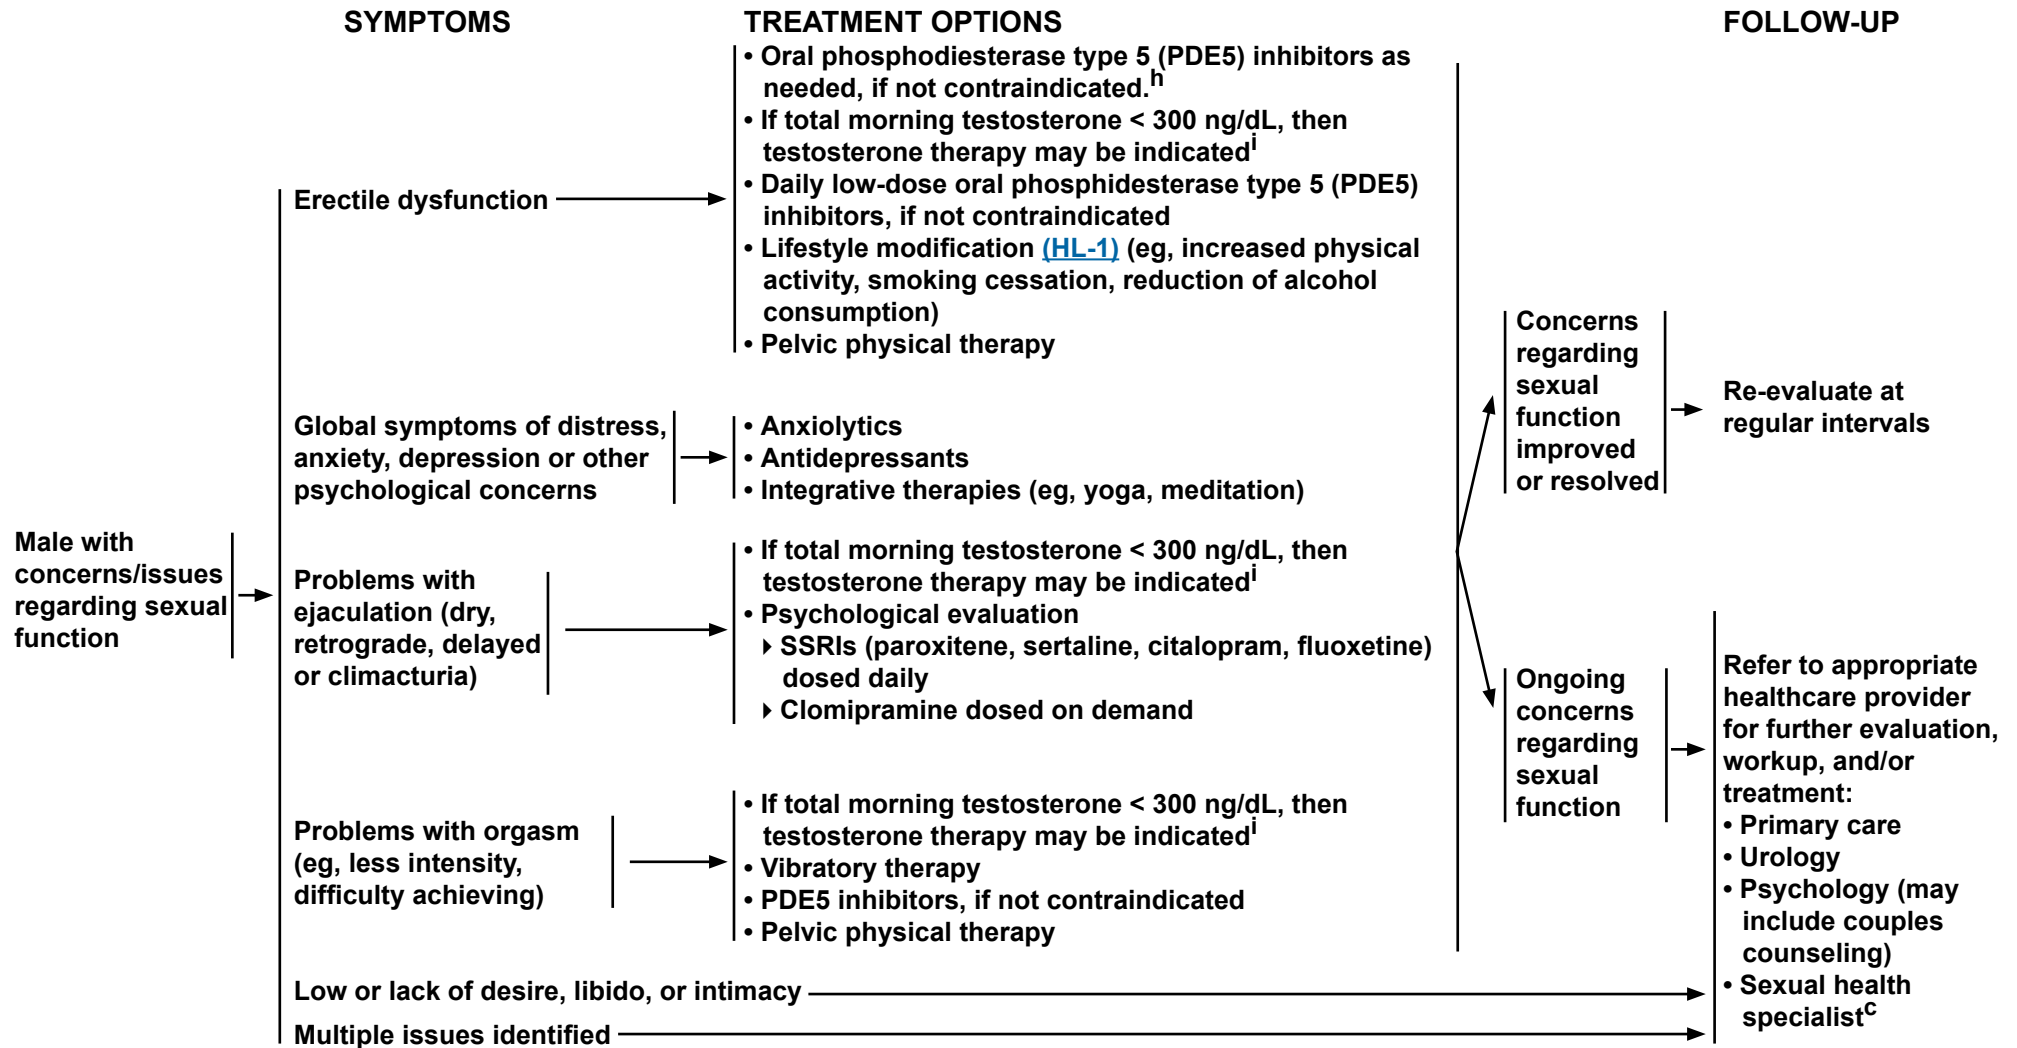 SYMPTOMS
TREATMENT OPTIONS
FOLLOW-UP
Male with
concerns/issues
regarding sexual
function
Erectile dysfunction
• Oral phosphodiesterase type 5 (PDE5) inhibitors as
needed, if not contraindicated.h
• If total morning testosterone < 300 ng/dL, then
testosterone therapy may be indicatedi
• Daily low-dose oral phosphidesterase type 5 (PDE5)
inhibitors, if not contraindicated
• Lifestyle modification (HL-1) (eg, increased physical
activity, smoking cessation, reduction of alcohol
consumption)
• Pelvic physical therapy
Global symptoms of distress,
anxiety, depression or other
psychological concerns
• Anxiolytics
• Antidepressants
• Integrative therapies (eg, yoga, meditation)
Problems with
ejaculation (dry,
retrograde, delayed
or climacturia)
• If total morning testosterone < 300 ng/dL, then
testosterone therapy may be indicatedi
• Psychological evaluation
▸ SSRIs (paroxitene, sertaline, citalopram, fluoxetine)
dosed daily
▸ Clomipramine dosed on demand
Problems with orgasm
(eg, less intensity,
difficulty achieving)
• If total morning testosterone < 300 ng/dL, then
testosterone therapy may be indicatedi
• Vibratory therapy
• PDE5 inhibitors, if not contraindicated
• Pelvic physical therapy
Low or lack of desire, libido, or intimacy
Multiple issues identified
Concerns
regarding
sexual
function
improved
or resolved
Re-evaluate at
regular intervals
Ongoing
concerns
regarding
sexual
function
Refer to appropriate
healthcare provider
for further evaluation,
workup, and/or
treatment:
• Primary care
• Urology
• Psychology (may
include couples
counseling)
• Sexual health
specialistc